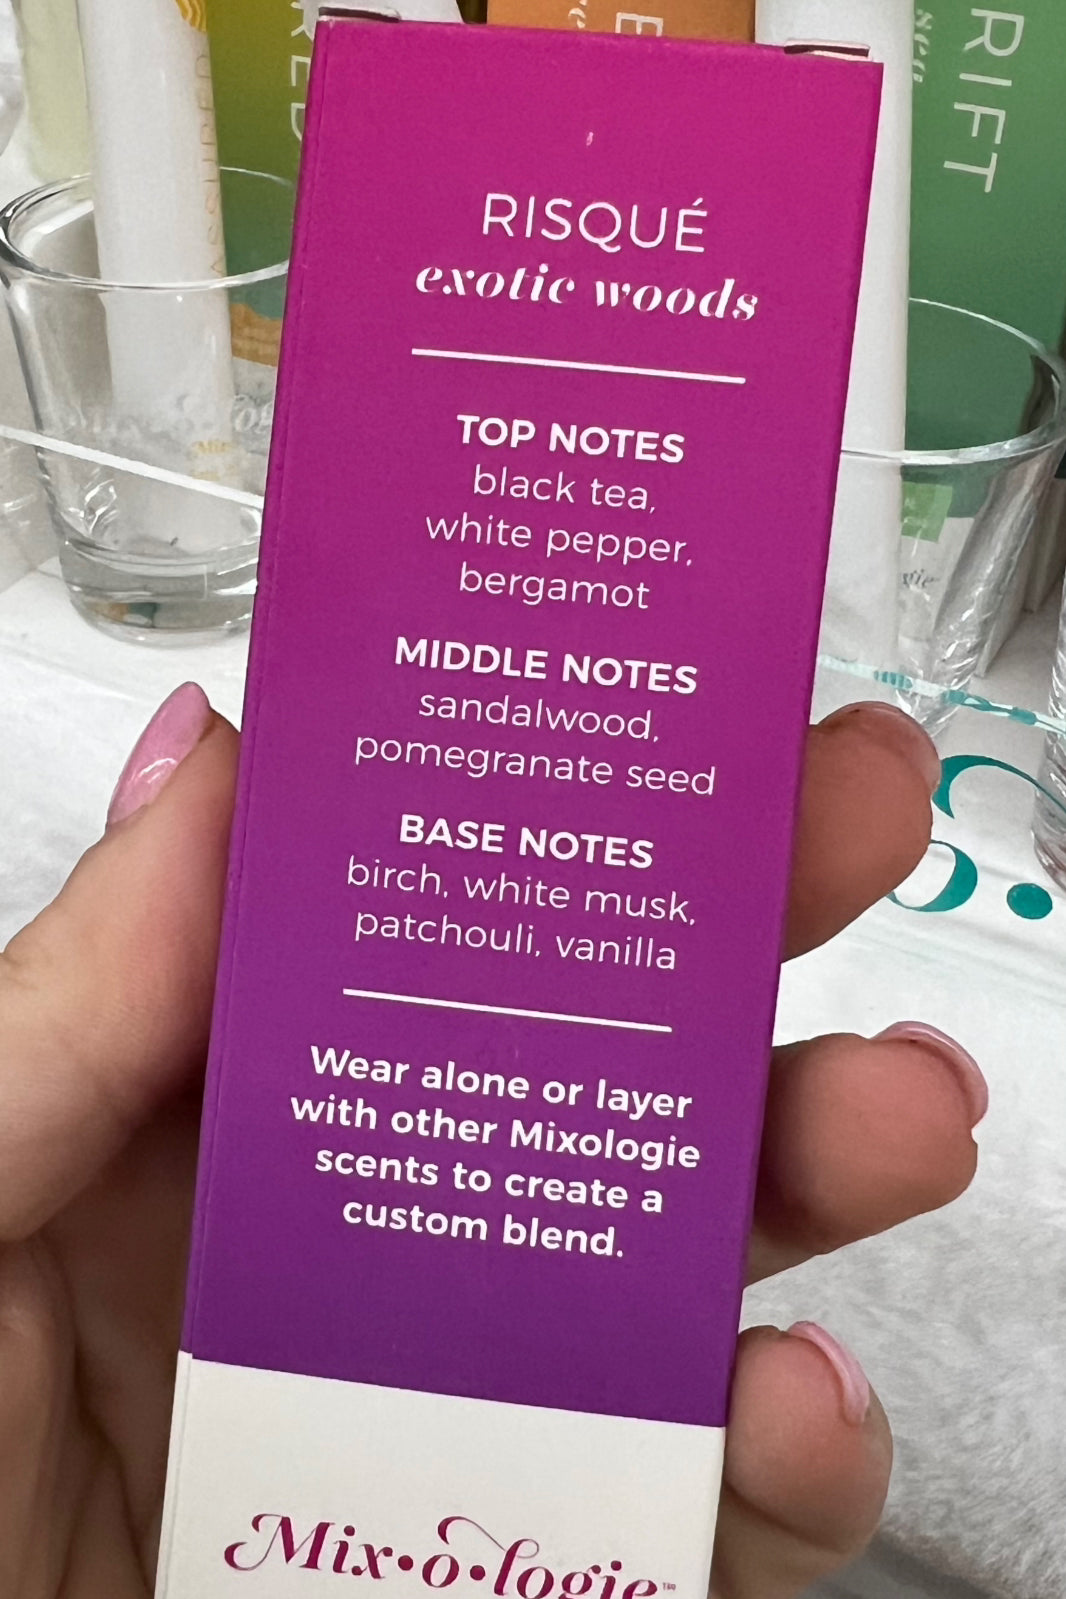 RISQUÉ
exotic woods
TOP NOTES
black tea,
white pepper,
bergamot
MIDDLE NOTES
sandalwood,
pomegranate seed
BASE NOTES
birch, white musk,
patchouli, vanilla
Wear alone or layer
with other Mixologie
scents to create a
custom blend.
Mix•o•logie™
RIFT